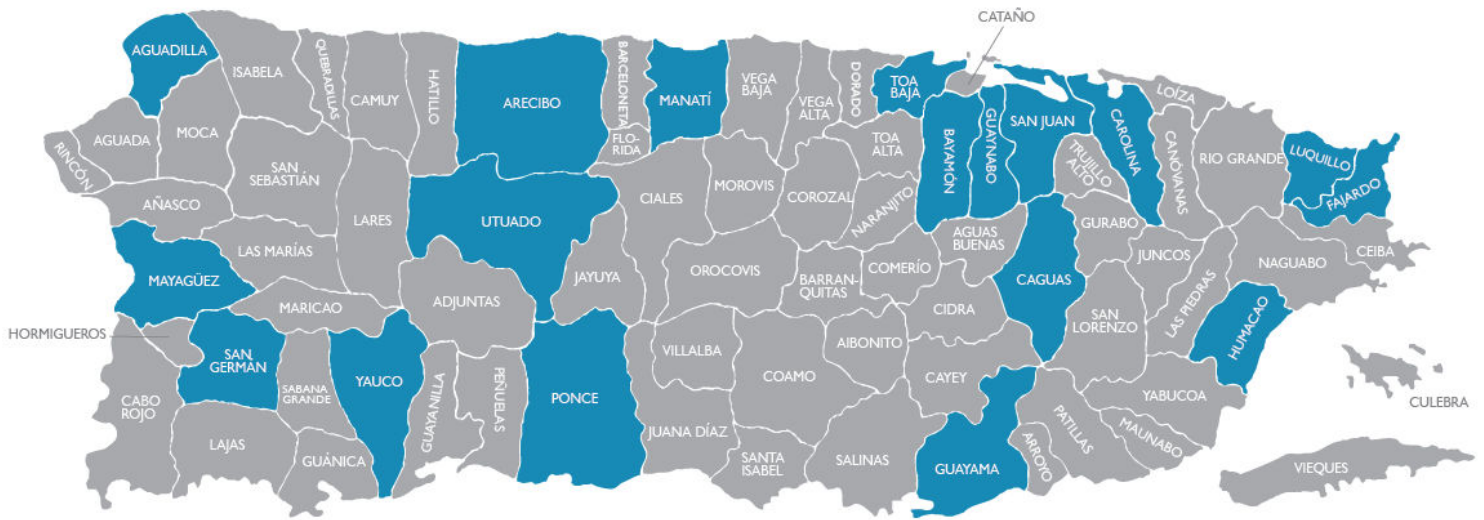 CATAÑO
AGUADILLA
ISABELA
QUEBRADILLAS
CAMUY
HATILLO
ARECIBO
BARCELONETA
MANATÍ
VEGA
BAJA
VEGA
ALTA
DORADO
TOA
BAJA
BAYAMÓN
GUAYNABO
SAN JUAN
CAROLINA
LOÍZA
CANÓVANAS
RIO GRANDE
LUQUILLO
FAJARDO
RINCÓN
AGUADA
MOCA
SAN
SEBASTIÁN
FLO-
RIDA
TOA
ALTA
TRUJILLO
ALTO
AÑASCO
LARES
UTUADO
CIALES
MOROVIS
COROZAL
NARANJITO
AGUAS
BUENAS
GURABO
CEIBA
MAYAGÜEZ
LAS MARÍAS
JAYUYA
OROCOVIS
BARRAN-
QUITAS
COMERÍO
CAGUAS
JUNCOS
LAS PIEDRAS
NAGUABO
MARICAO
ADJUNTAS
CIDRA
SAN
LORENZO
HUMACAO
HORMIGUEROS
SAN
GERMÁN
SABANA
GRANDE
YAUCO
GUAYANILLA
PEÑUELAS
PONCE
VILLALBA
COAMO
AIBONITO
CAYEY
YABUCOA
CULEBRA
CABO
ROJO
LAJAS
GUÁNICA
JUANA DÍAZ
SANTA
ISABEL
SALINAS
GUAYAMA
ARROYO
PATILLAS
MAUNABO
VIEQUES